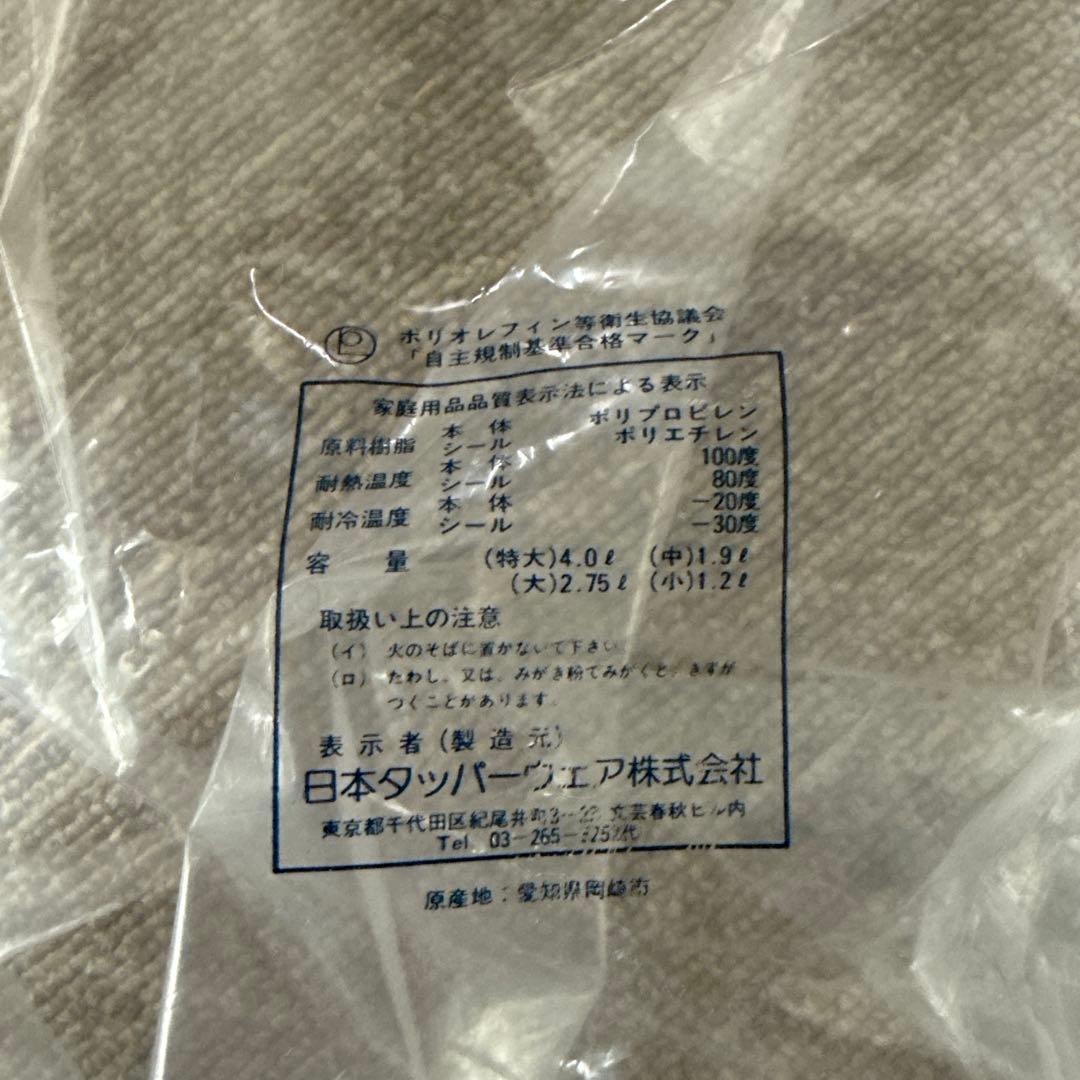 PL ポリオレフィン等衛生協議会
「自主規制基準合格マーク」
家庭用品品質表示法による表示
原料樹脂 本体 ポリプロピレン
シール ポリエチレン
耐熱温度 本体 100度
シール 80度
耐冷温度 本体 −20度
シール −30度
容量 (特大)4.0ℓ (中)1.9ℓ
(大)2.75ℓ (小)1.2ℓ
取扱い上の注意
(イ) 火のそばに置かないで下さい。
(ロ) たわし、又は、みがき粉でみがくと、きずが
つくことがあります。
表示者(製造元)
日本タッパーウェア株式会社
東京都千代田区紀尾井町 文芸春秋ビル内
Tel. 03−265−
原産地:愛知県岡崎市